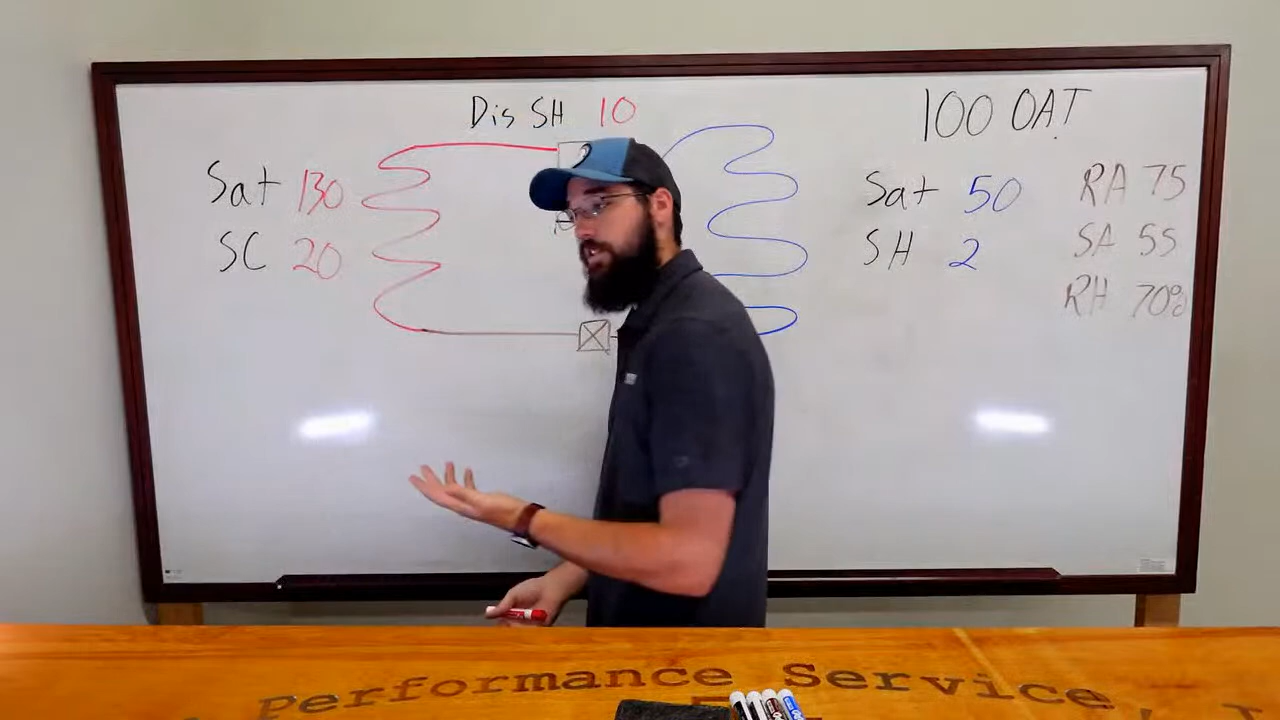 Dis SH 10
100 OAT
Sat 130
SC 20
Sat 50
SH 2
RA 75
SA 55
RH 70%
Performance Service,